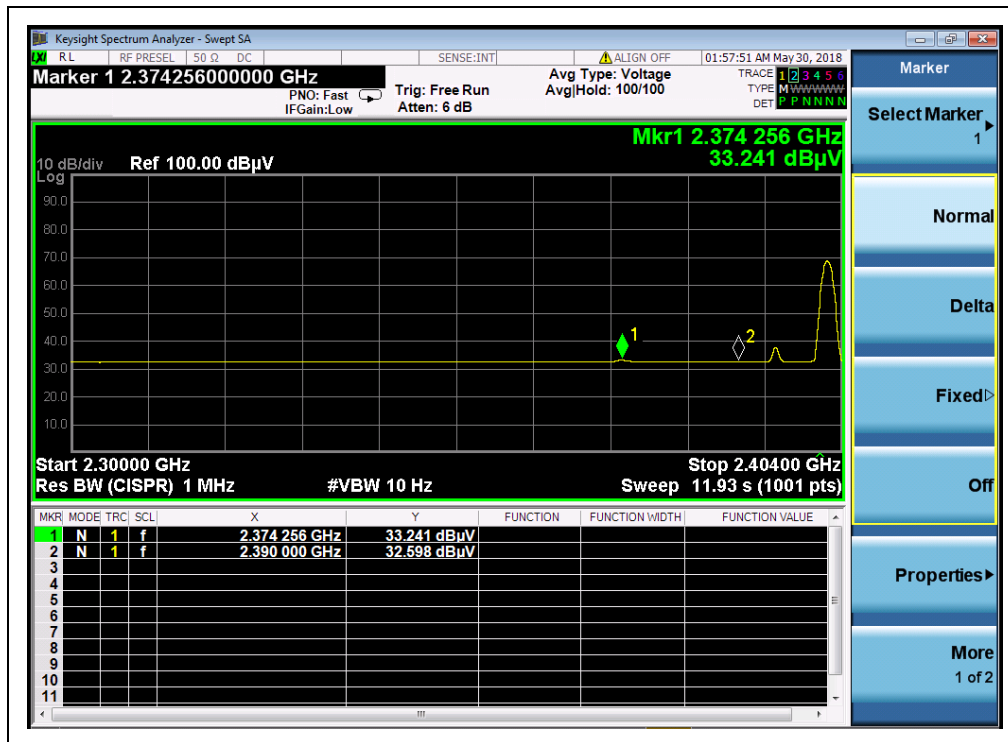 Keysight Spectrum Analyzer - Swept SA
LXI RL RF PRESEL 50 Ω DC SENSE:INT ALIGN OFF 01:57:51 AM May 30, 2018
Marker 1 2.374256000000 GHz
PNO: Fast
IFGain:Low
Trig: Free Run
Atten: 6 dB
Avg Type: Voltage
Avg|Hold: 100/100
TRACE 1 2 3 4 5 6
TYPE M WWWWW
DET P P N N N N
Mkr1 2.374 256 GHz
33.241 dBµV
10 dB/div Ref 100.00 dBµV
Log
90.0
80.0
70.0
60.0
50.0
40.0
30.0
20.0
10.0
1
2
Start 2.30000 GHz Stop 2.40400 GHz
Res BW (CISPR) 1 MHz #VBW 10 Hz Sweep 11.93 s (1001 pts)
MKR MODE TRC SCL X Y FUNCTION FUNCTION WIDTH FUNCTION VALUE
1 N 1 f 2.374 256 GHz 33.241 dBµV
2 N 1 f 2.390 000 GHz 32.598 dBµV
3
4
5
6
7
8
9
10
11
Marker
Select Marker
1
Normal
Delta
Fixed
Off
Properties
More
1 of 2